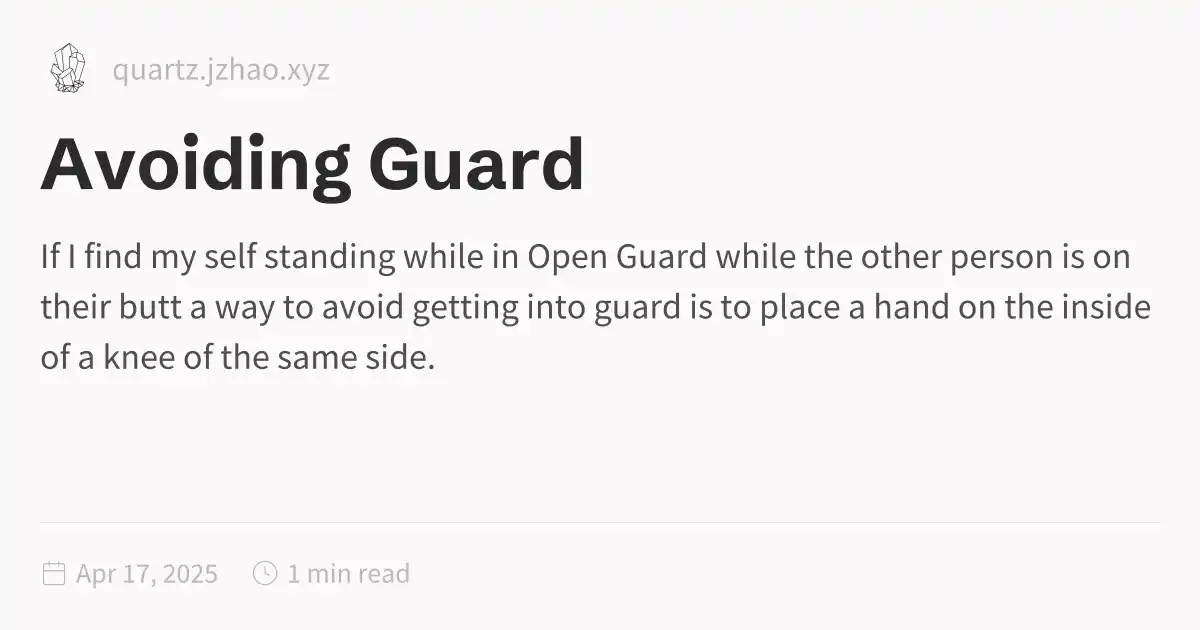 quartz.jzhao.xyz
Avoiding Guard
If I find my self standing while in Open Guard while the other person is on
their butt a way to avoid getting into guard is to place a hand on the inside
of a knee of the same side.
Apr 17, 2025 1 min read